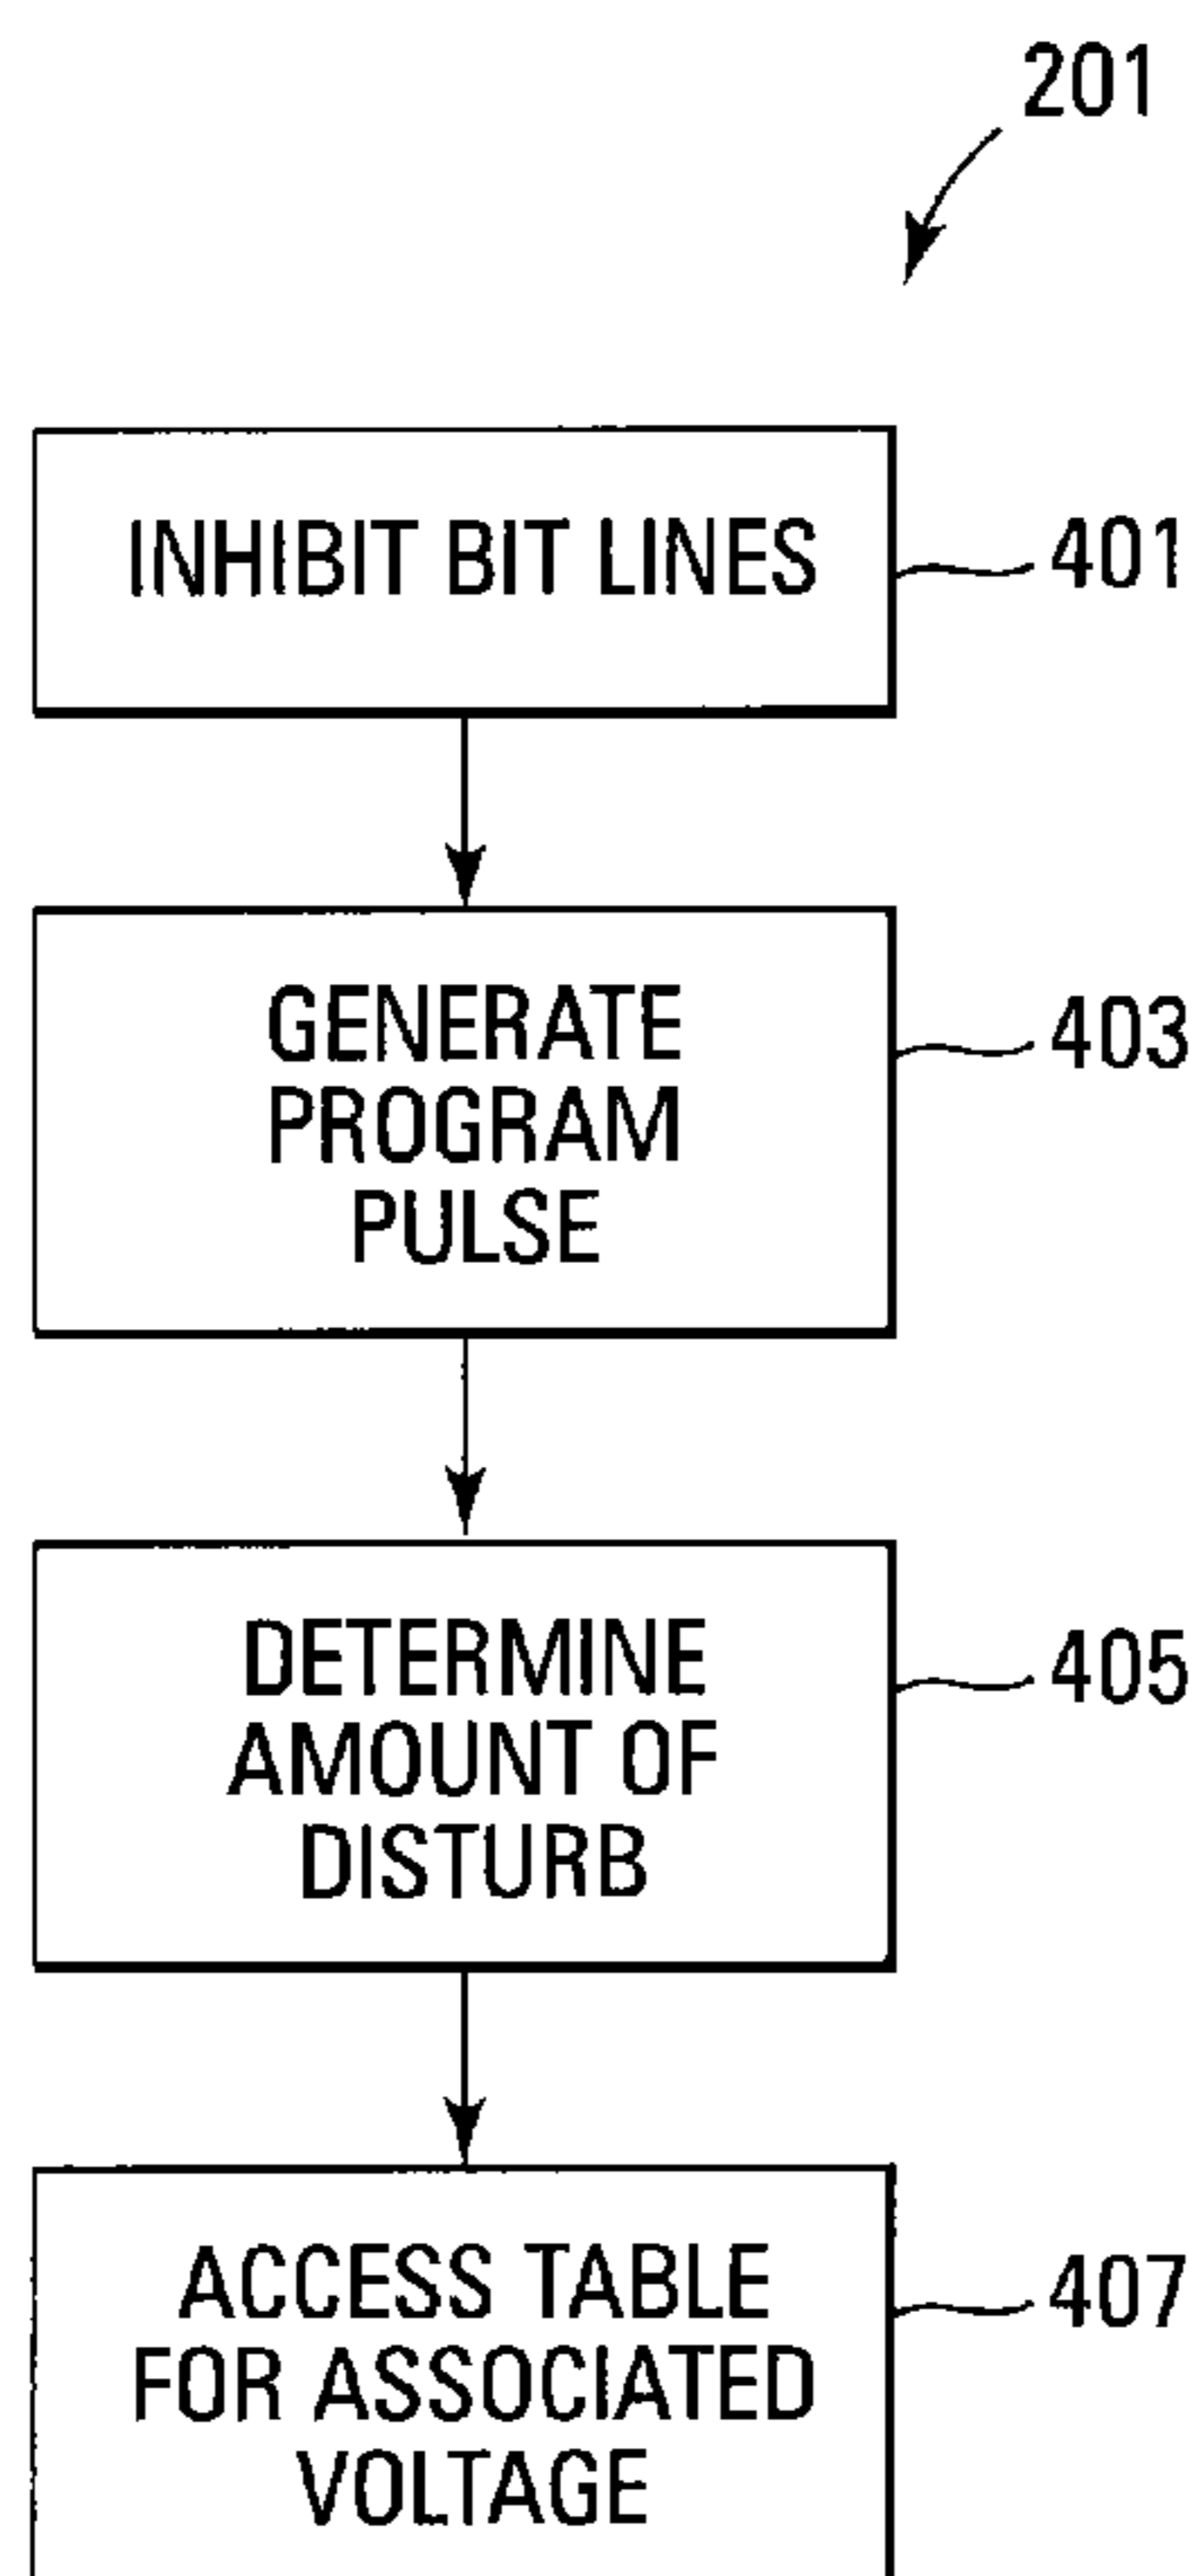 201
INHIBIT BIT LINES
401
GENERATE
PROGRAM
PULSE
403
DETERMINE
AMOUNT OF
DISTURB
405
ACCESS TABLE
FOR ASSOCIATED
VOLTAGE
407